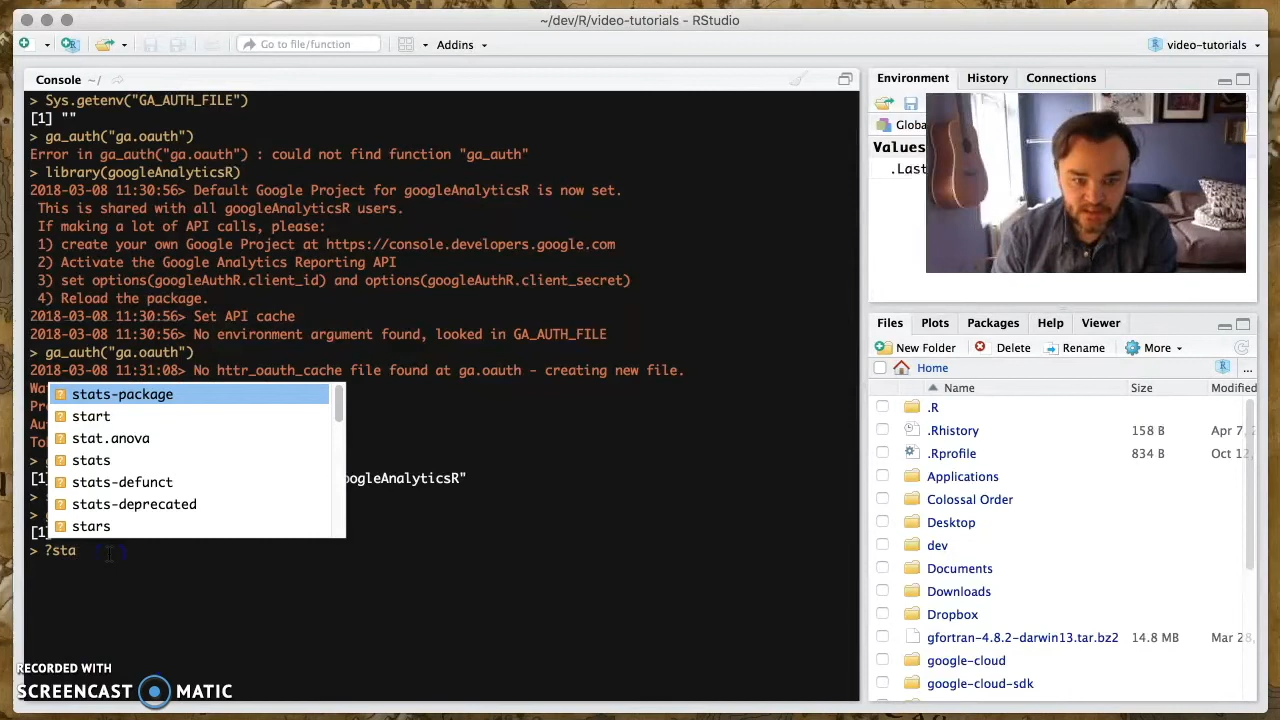 ~/dev/R/video-tutorials - RStudio
Go to file/function
Addins
video-tutorials
Console ~/
> Sys.getenv("GA_AUTH_FILE")
[1] ""
> ga_auth("ga.oauth")
Error in ga_auth("ga.oauth") : could not find function "ga_auth"
> library(googleAnalyticsR)
2018-03-08 11:30:56> Default Google Project for googleAnalyticsR is now set.
This is shared with all googleAnalyticsR users.
If making a lot of API calls, please:
1) create your own Google Project at https://console.developers.google.com
2) Activate the Google Analytics Reporting API
3) set options(googleAuthR.client_id) and options(googleAuthR.client_secret)
4) Reload the package.
2018-03-08 11:30:56> Set API cache
2018-03-08 11:30:56> No environment argument found, looked in GA_AUTH_FILE
> ga_auth("ga.oauth")
2018-03-08 11:31:08> No httr_oauth_cache file found at ga.oauth - creating new file.
Wa
Pr
Au
To
>
[1] oogleAnalyticsR"
>
>
[1]
stats-package
start
stat.anova
stats
stats-defunct
stats-deprecated
stars
> ?sta
RECORDED WITH
SCREENCAST MATIC
Environment History Connections
Globa
Values
.Last
Files Plots Packages Help Viewer
New Folder Delete Rename More
Home ...
Name Size Modified
.R
.Rhistory 158 B Apr 7,
.Rprofile 834 B Oct 12,
Applications
Colossal Order
Desktop
dev
Documents
Downloads
Dropbox
gfortran-4.8.2-darwin13.tar.bz2 14.8 MB Mar 28,
google-cloud
google-cloud-sdk